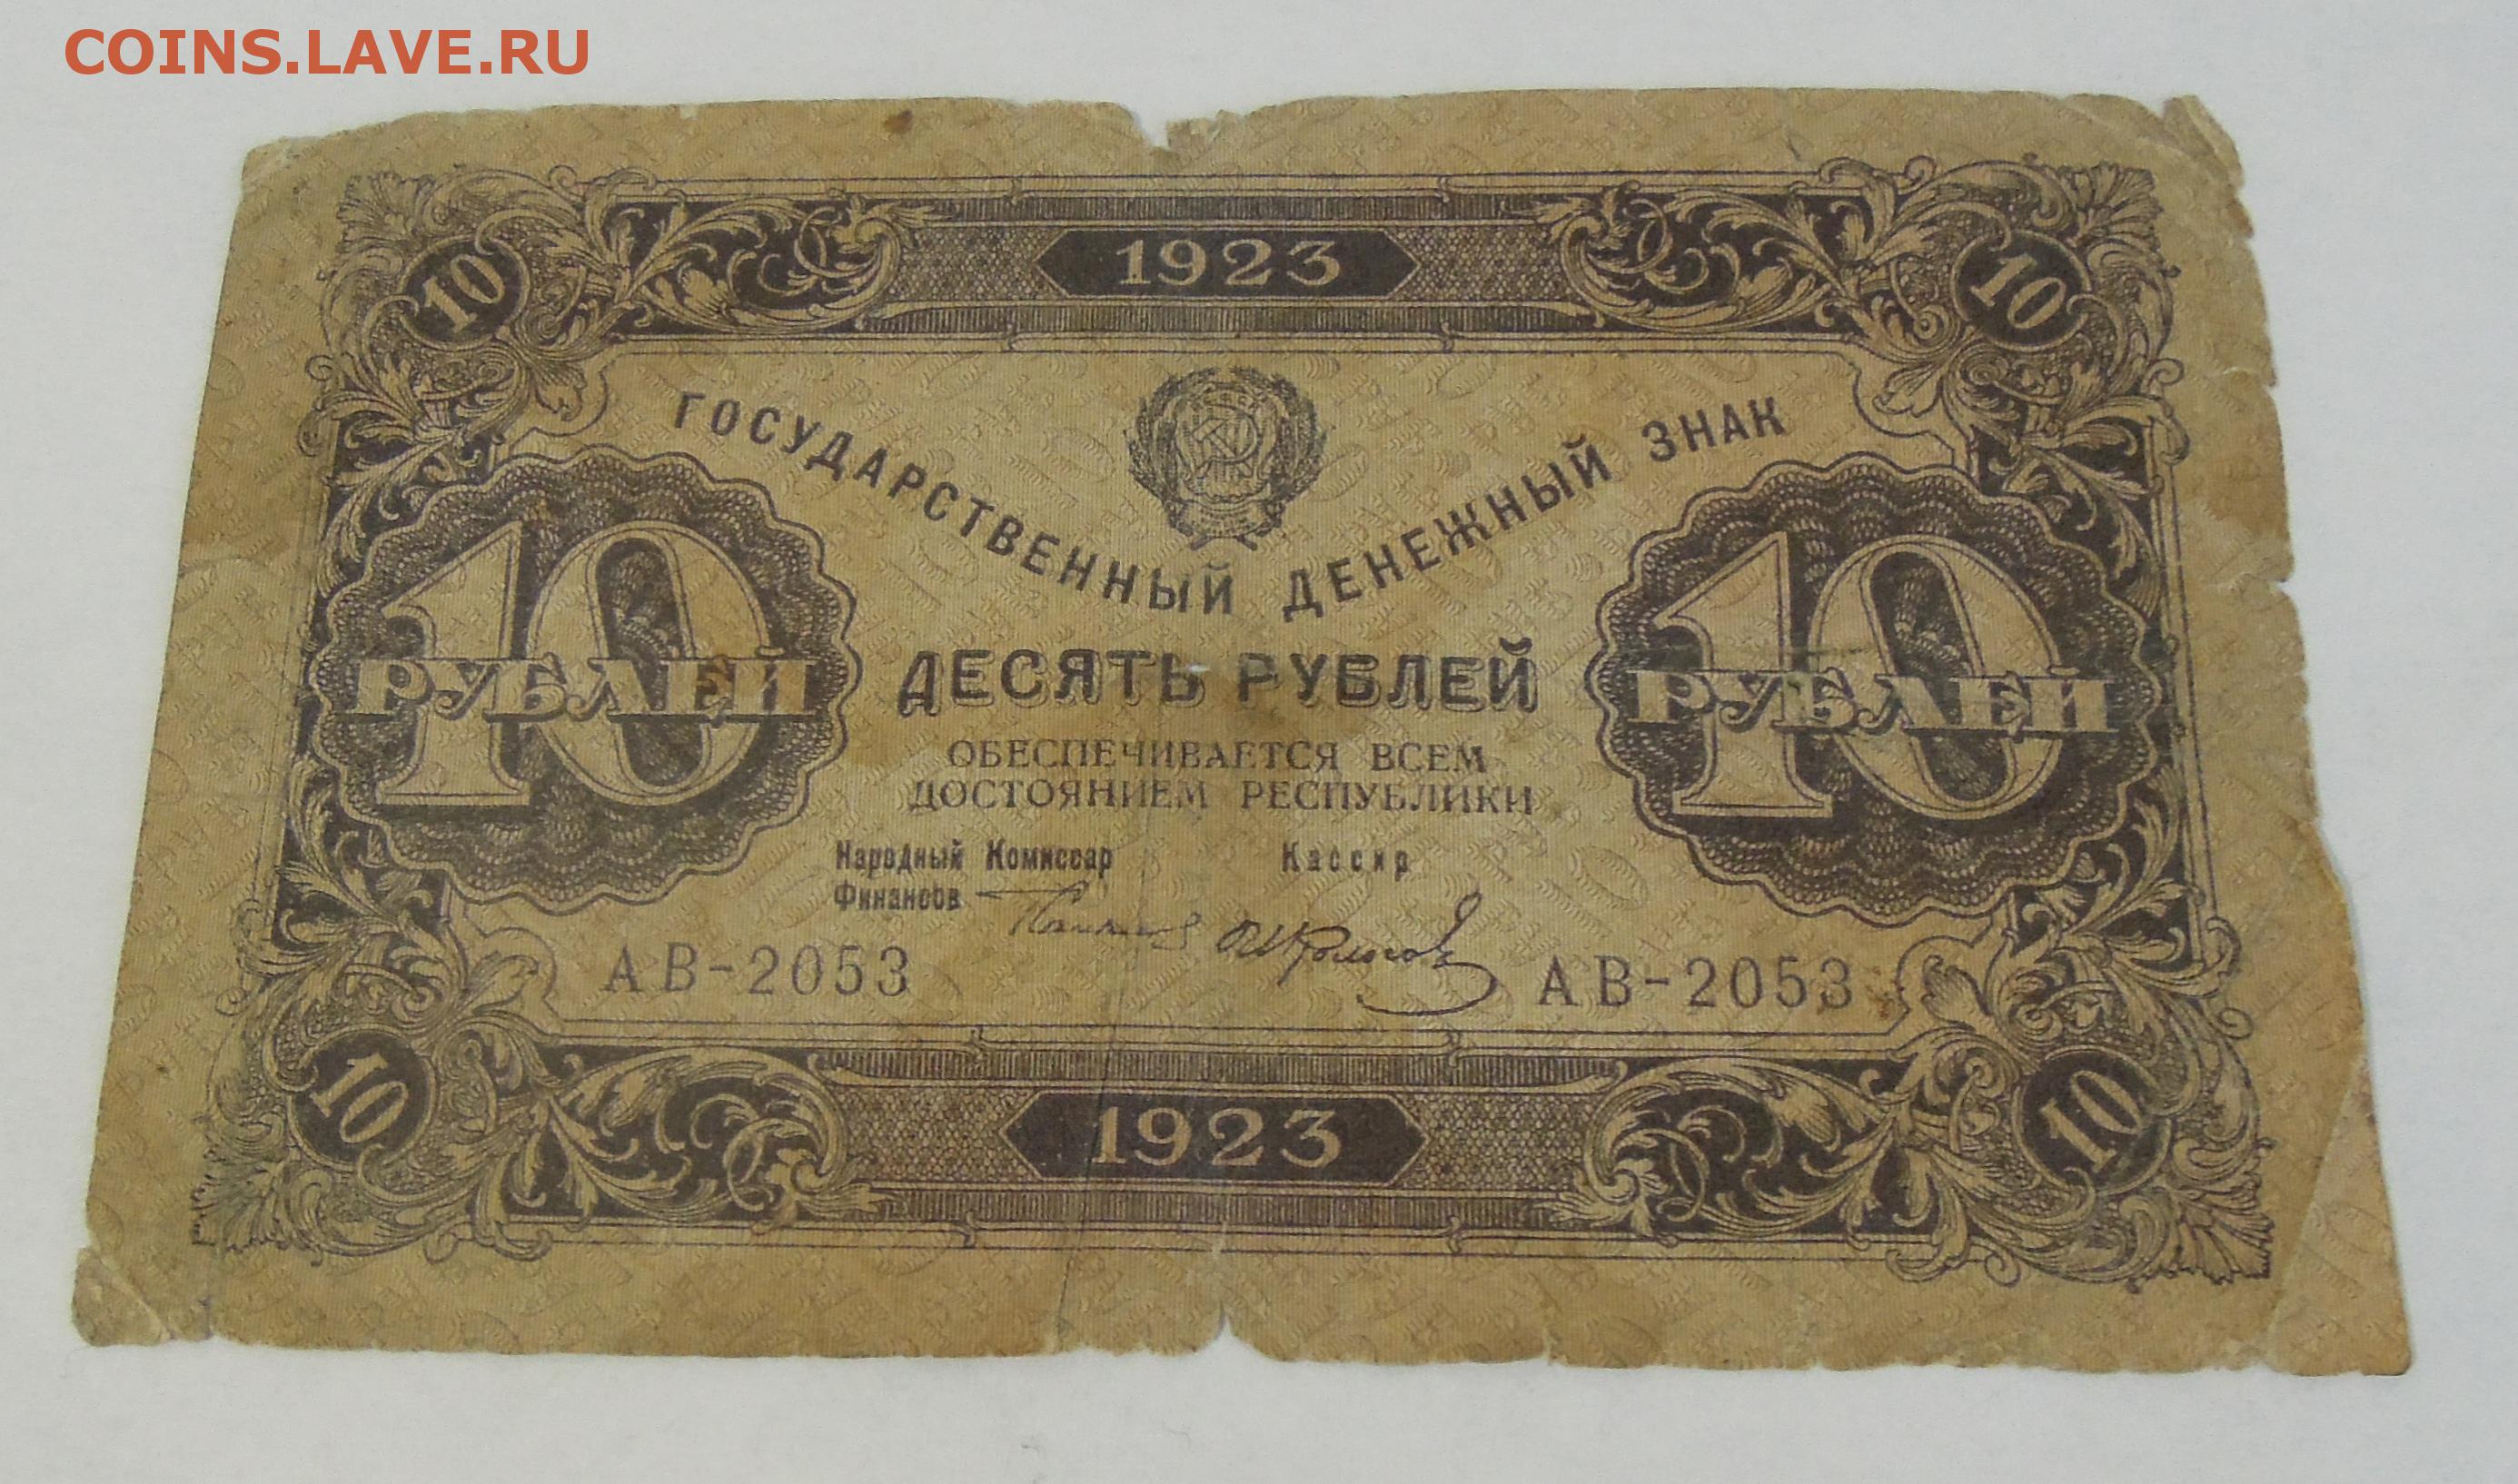 COINS.LAVE.RU
1923
10 10
ГОСУДАРСТВЕННЫЙ ДЕНЕЖНЫЙ ЗНАК
10 10
РУБЛЕЙ ДЕСЯТЬ РУБЛЕЙ РУБЛЕЙ
ОБЕСПЕЧИВАЕТСЯ ВСЕМ
ДОСТОЯНИЕМ РЕСПУБЛИКИ
Народный Комиссар Кассир
Финансов
АВ-2053 АВ-2053
10 10
1923